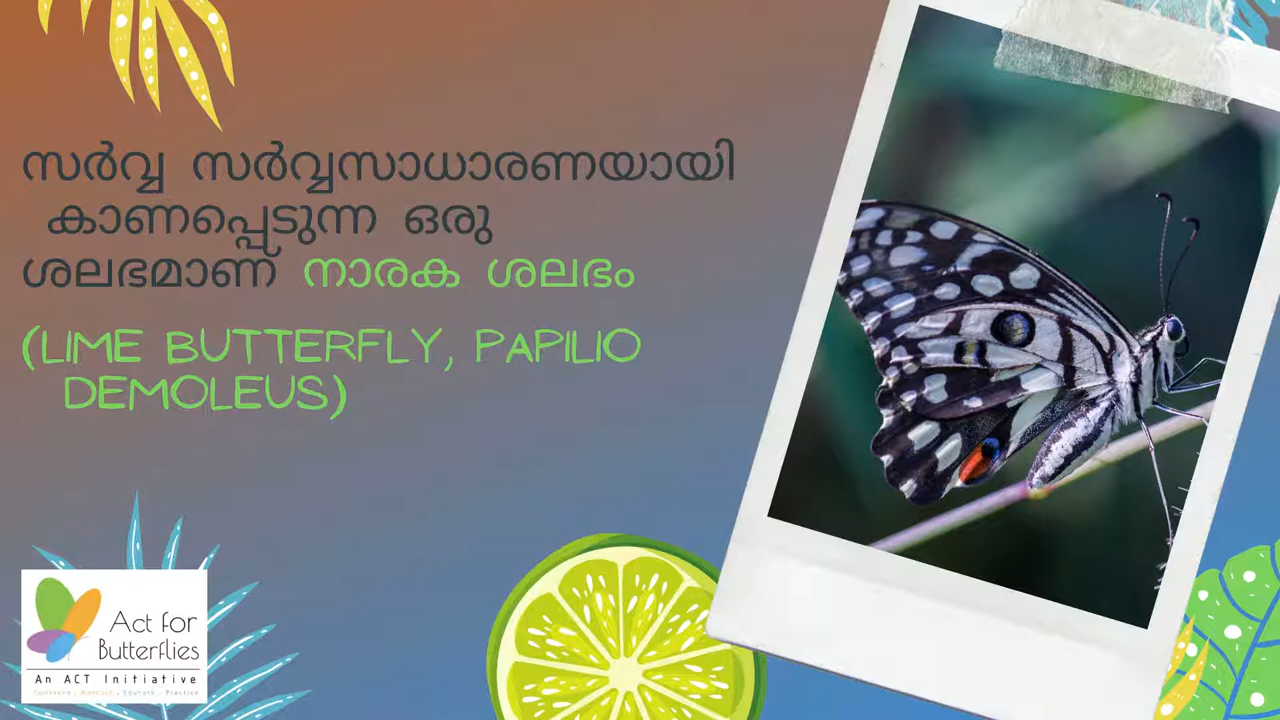 സർവ്വ സർവ്വസാധാരണയായി
കാണപ്പെടുന്ന ഒരു
ശലഭമാണ് നാരക ശലഭം
(LIME BUTTERFLY, PAPILIO
DEMOLEUS)
Act for
Butterflies
An ACT Initiative